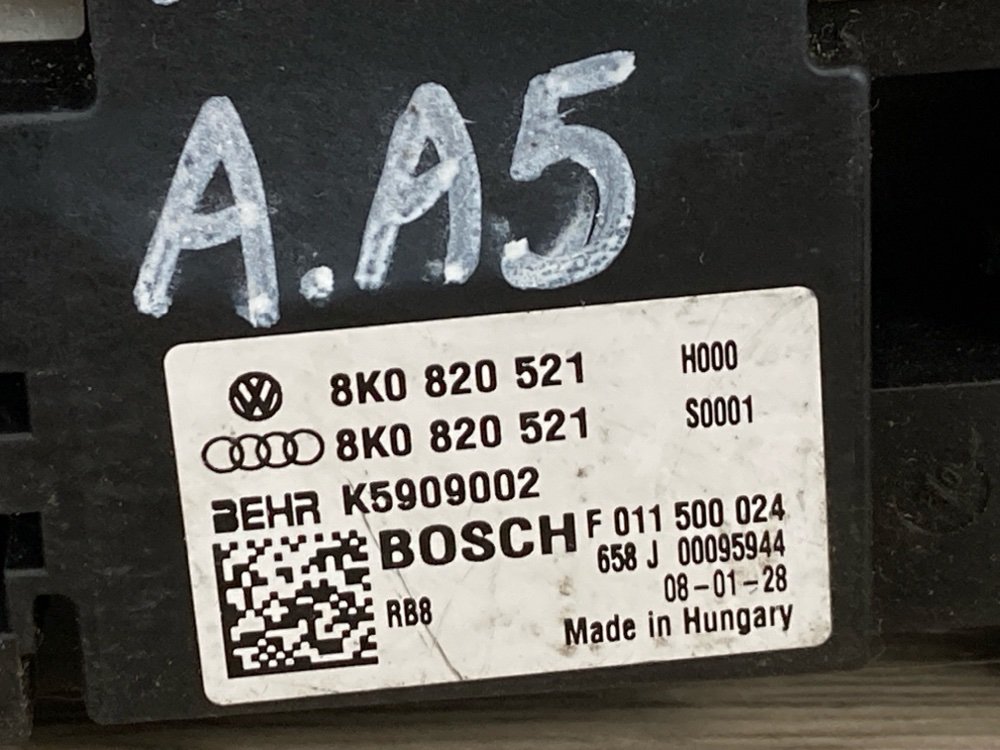 A.A5
8K0 820 521 H000
8K0 820 521 S0001
BEHR K5909002
BOSCH F 011 500 024
658 J 00095944
08-01-28
RB8
Made in Hungary